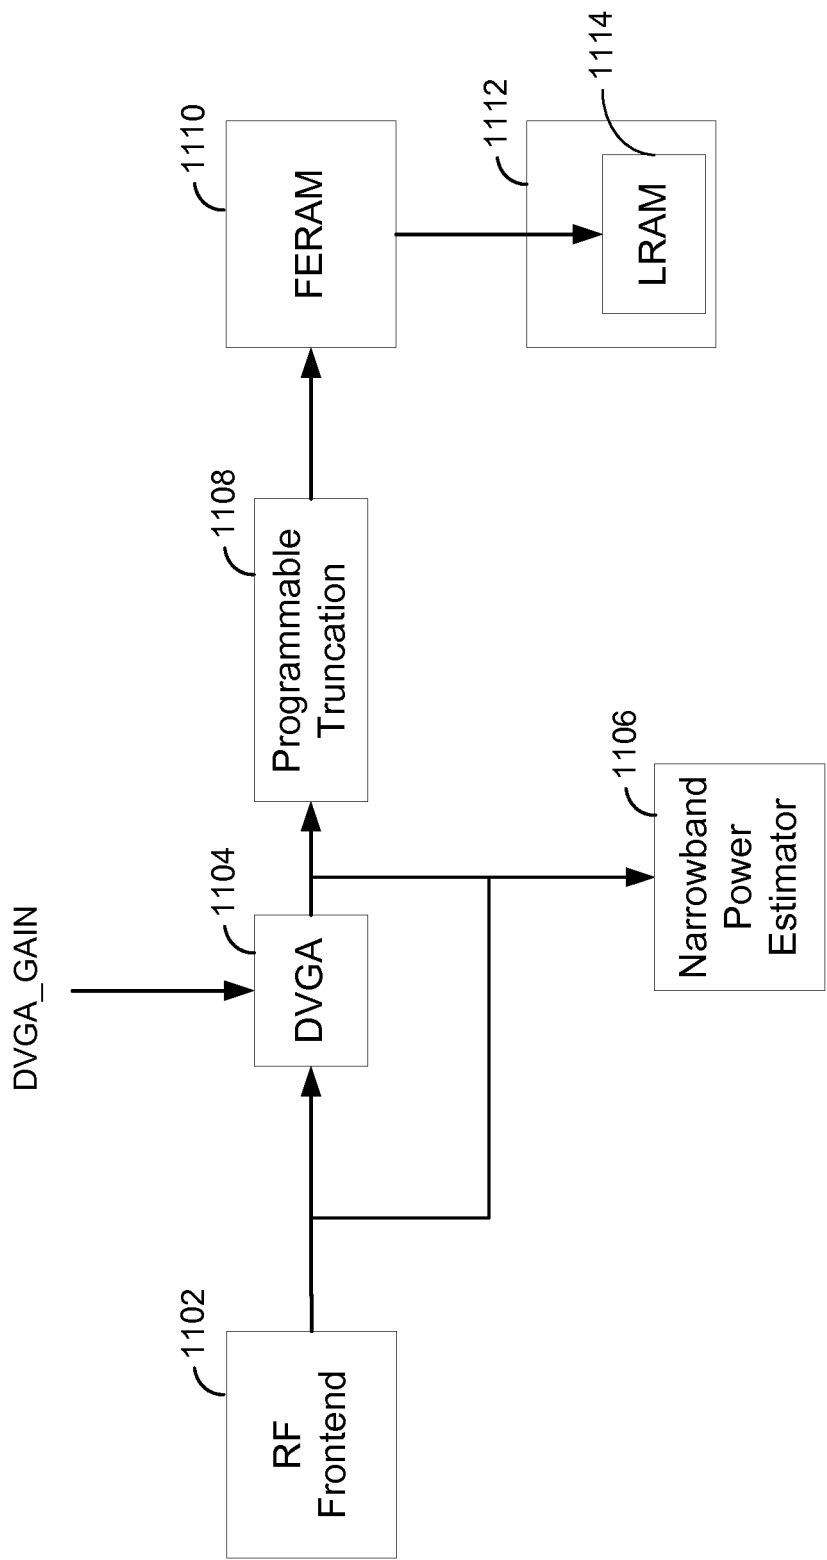 DVGA_GAIN
1102
RF
Frontend
1104
DVGA
1108
Programmable
Truncation
1110
FERAM
1106
Narrowband
Power
Estimator
1112
1114
LRAM